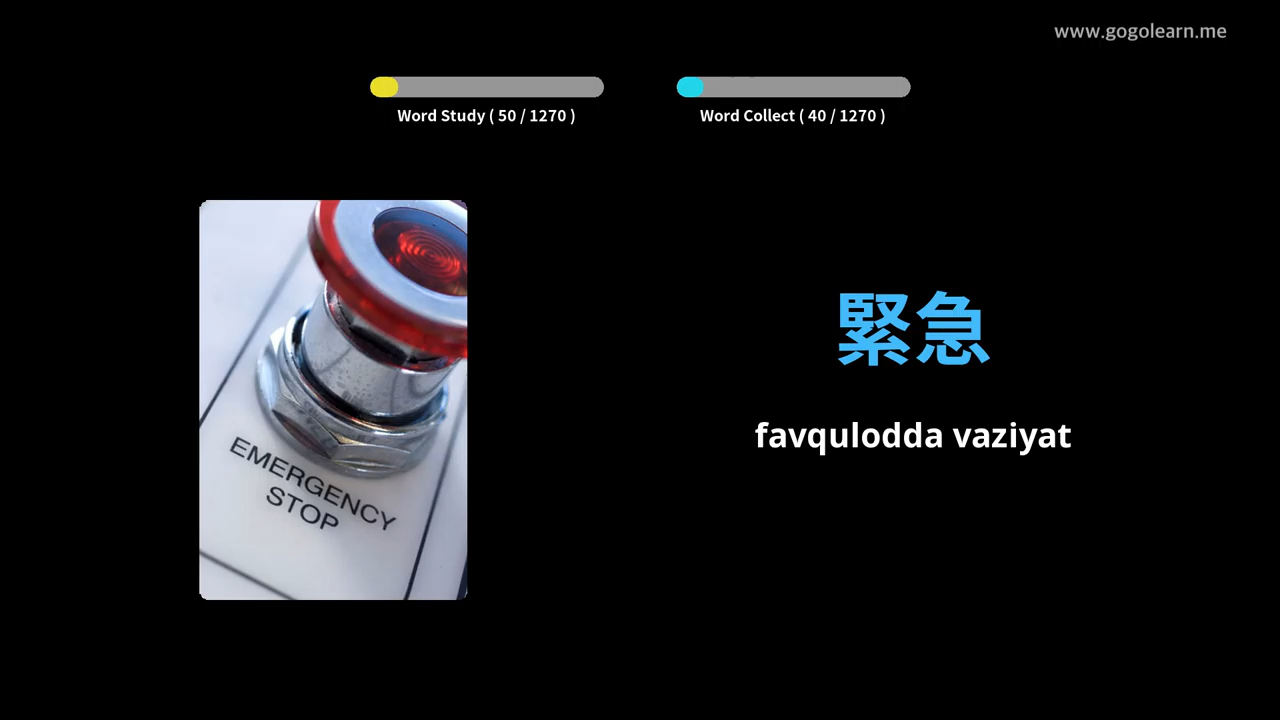 www.gogolearn.me
Word Study ( 50 / 1270 )
Word Collect ( 40 / 1270 )
EMERGENCY
STOP
緊急
favqulodda vaziyat